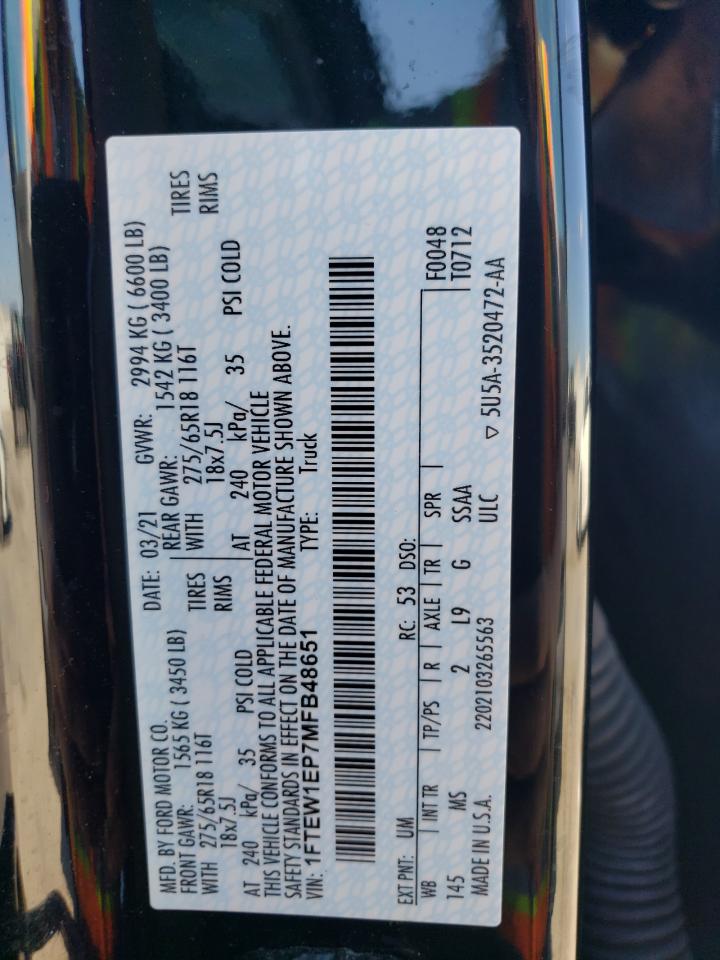 MFD. BY FORD MOTOR CO. DATE: 03/21 GVWR: 2994 KG ( 6600 LB)
FRONT GAWR: 1565 KG ( 3450 LB) REAR GAWR: 1542 KG ( 3400 LB)
WITH 275/65R18 116T TIRES WITH 275/65R18 116T TIRES
18x7.5J RIMS 18x7.5J RIMS
AT 240 kPa/ 35 PSI COLD AT 240 kPa/ 35 PSI COLD
THIS VEHICLE CONFORMS TO ALL APPLICABLE FEDERAL MOTOR VEHICLE
SAFETY STANDARDS IN EFFECT ON THE DATE OF MANUFACTURE SHOWN ABOVE.
VIN: 1FTEW1EP7MFB48651 TYPE: Truck
EXT PNT: UM RC: 53 DSO: F0048
WB INT TR TP/PS R AXLE TR SPR T0712
145 MS 2 L9 G SSAA
MADE IN U.S.A. 2202103265563 ULC ▽ 5U5A-3520472-AA